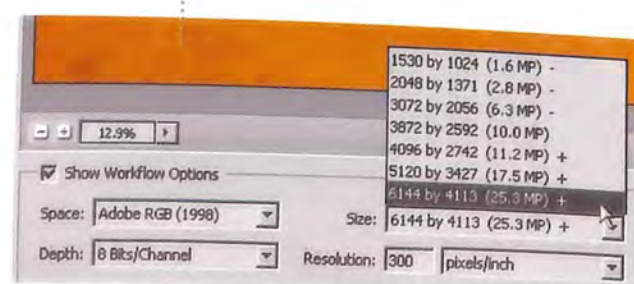 1530 by 1024 (1.6 MP) -
2048 by 1371 (2.8 MP) -
3072 by 2056 (6.3 MP) -
3872 by 2592 (10.0 MP)
4096 by 2742 (11.2 MP) +
5120 by 3427 (17.5 MP) +
6144 by 4113 (25.3 MP) +
- + 12.9%
Show Workflow Options
Space: Adobe RGB (1998) Size: 6144 by 4113 (25.3 MP) +
Depth: 8 Bits/Channel Resolution: 300 pixels/inch